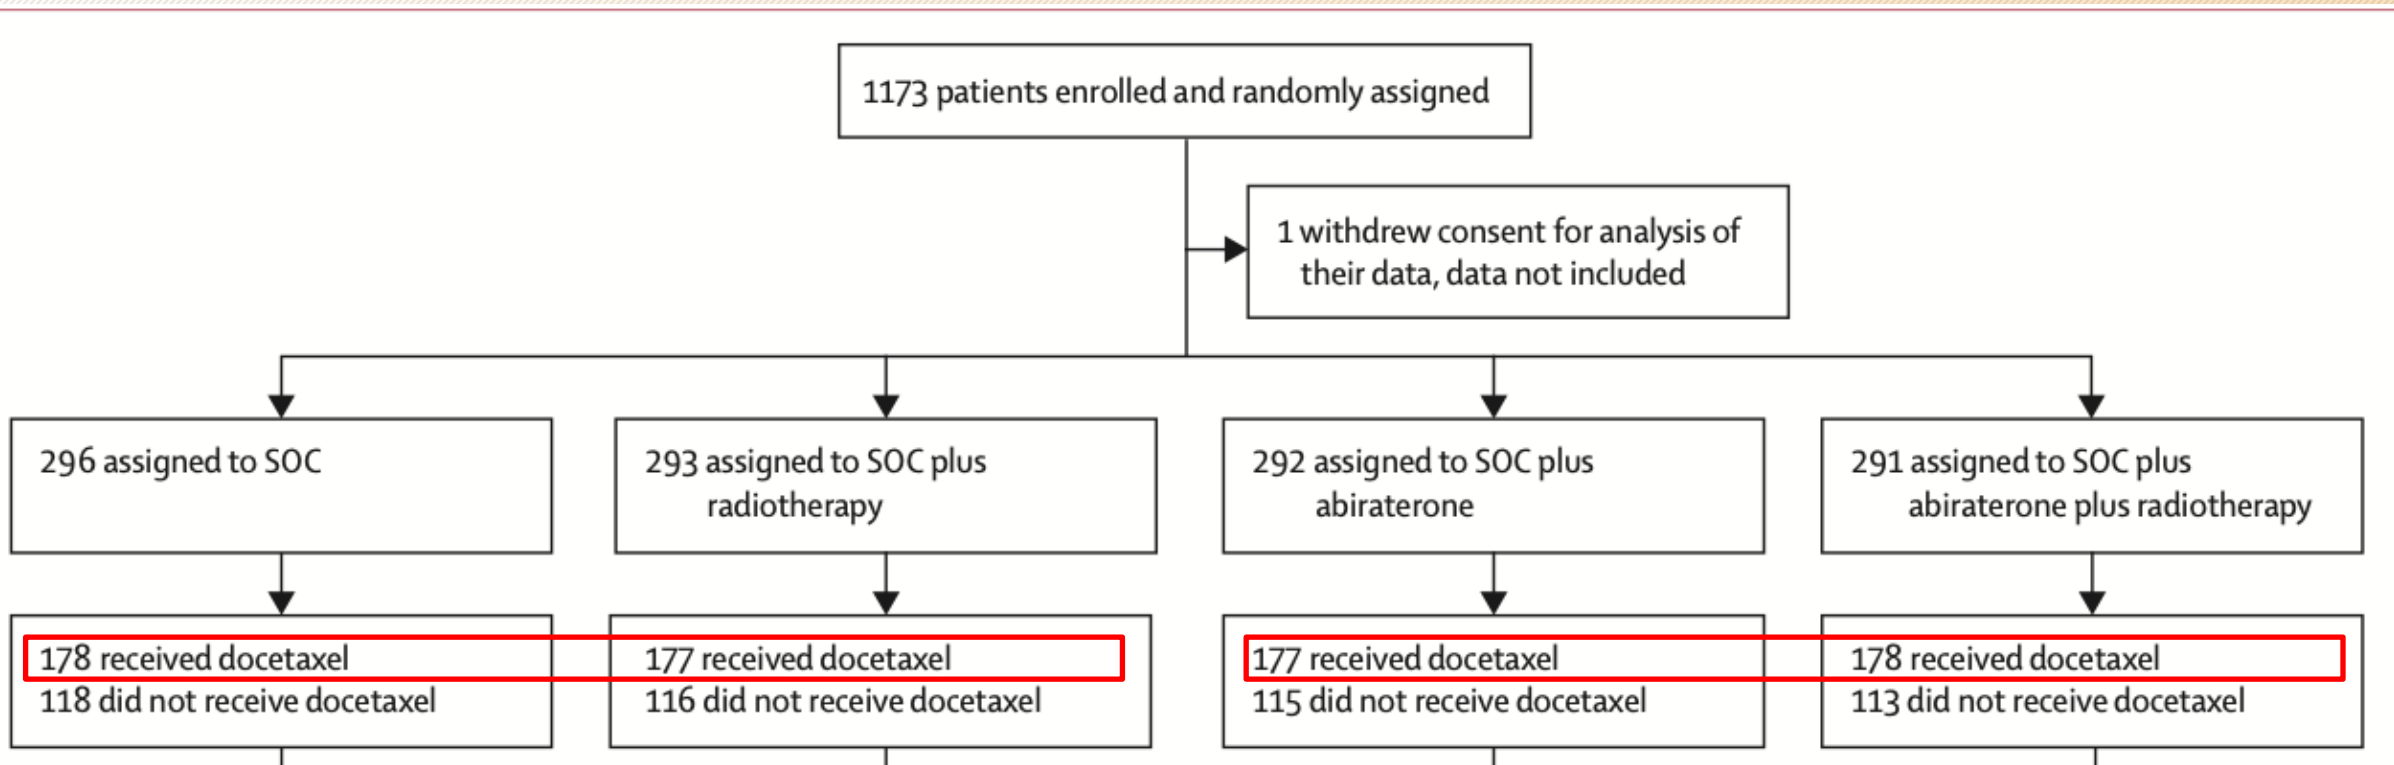 1173 patients enrolled and randomly assigned
1 withdrew consent for analysis of
their data, data not included
296 assigned to SOC
293 assigned to SOC plus
radiotherapy
292 assigned to SOC plus
abiraterone
291 assigned to SOC plus
abiraterone plus radiotherapy
178 received docetaxel
118 did not receive docetaxel
177 received docetaxel
116 did not receive docetaxel
177 received docetaxel
115 did not receive docetaxel
178 received docetaxel
113 did not receive docetaxel